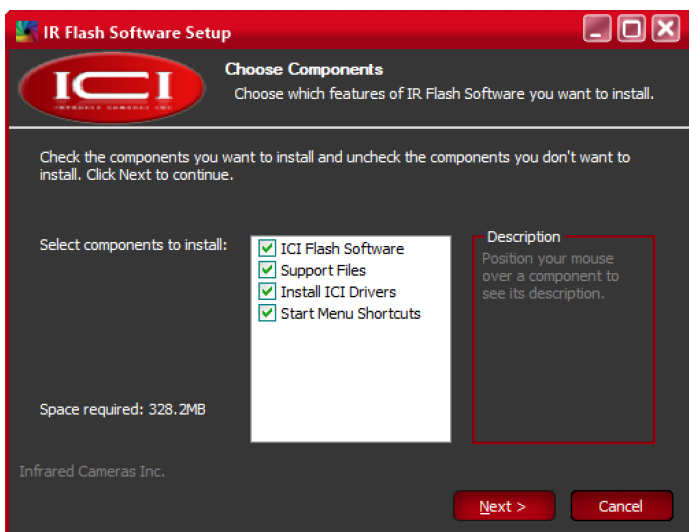 IR Flash Software Setup
ICI
INFRARED CAMERAS INC
Choose Components
Choose which features of IR Flash Software you want to install.
Check the components you want to install and uncheck the components you don't want to
install. Click Next to continue.
Select components to install:
ICI Flash Software
Support Files
Install ICI Drivers
Start Menu Shortcuts
Description
Position your mouse
over a component to
see its description.
Space required: 328.2MB
Infrared Cameras Inc.
Next >
Cancel